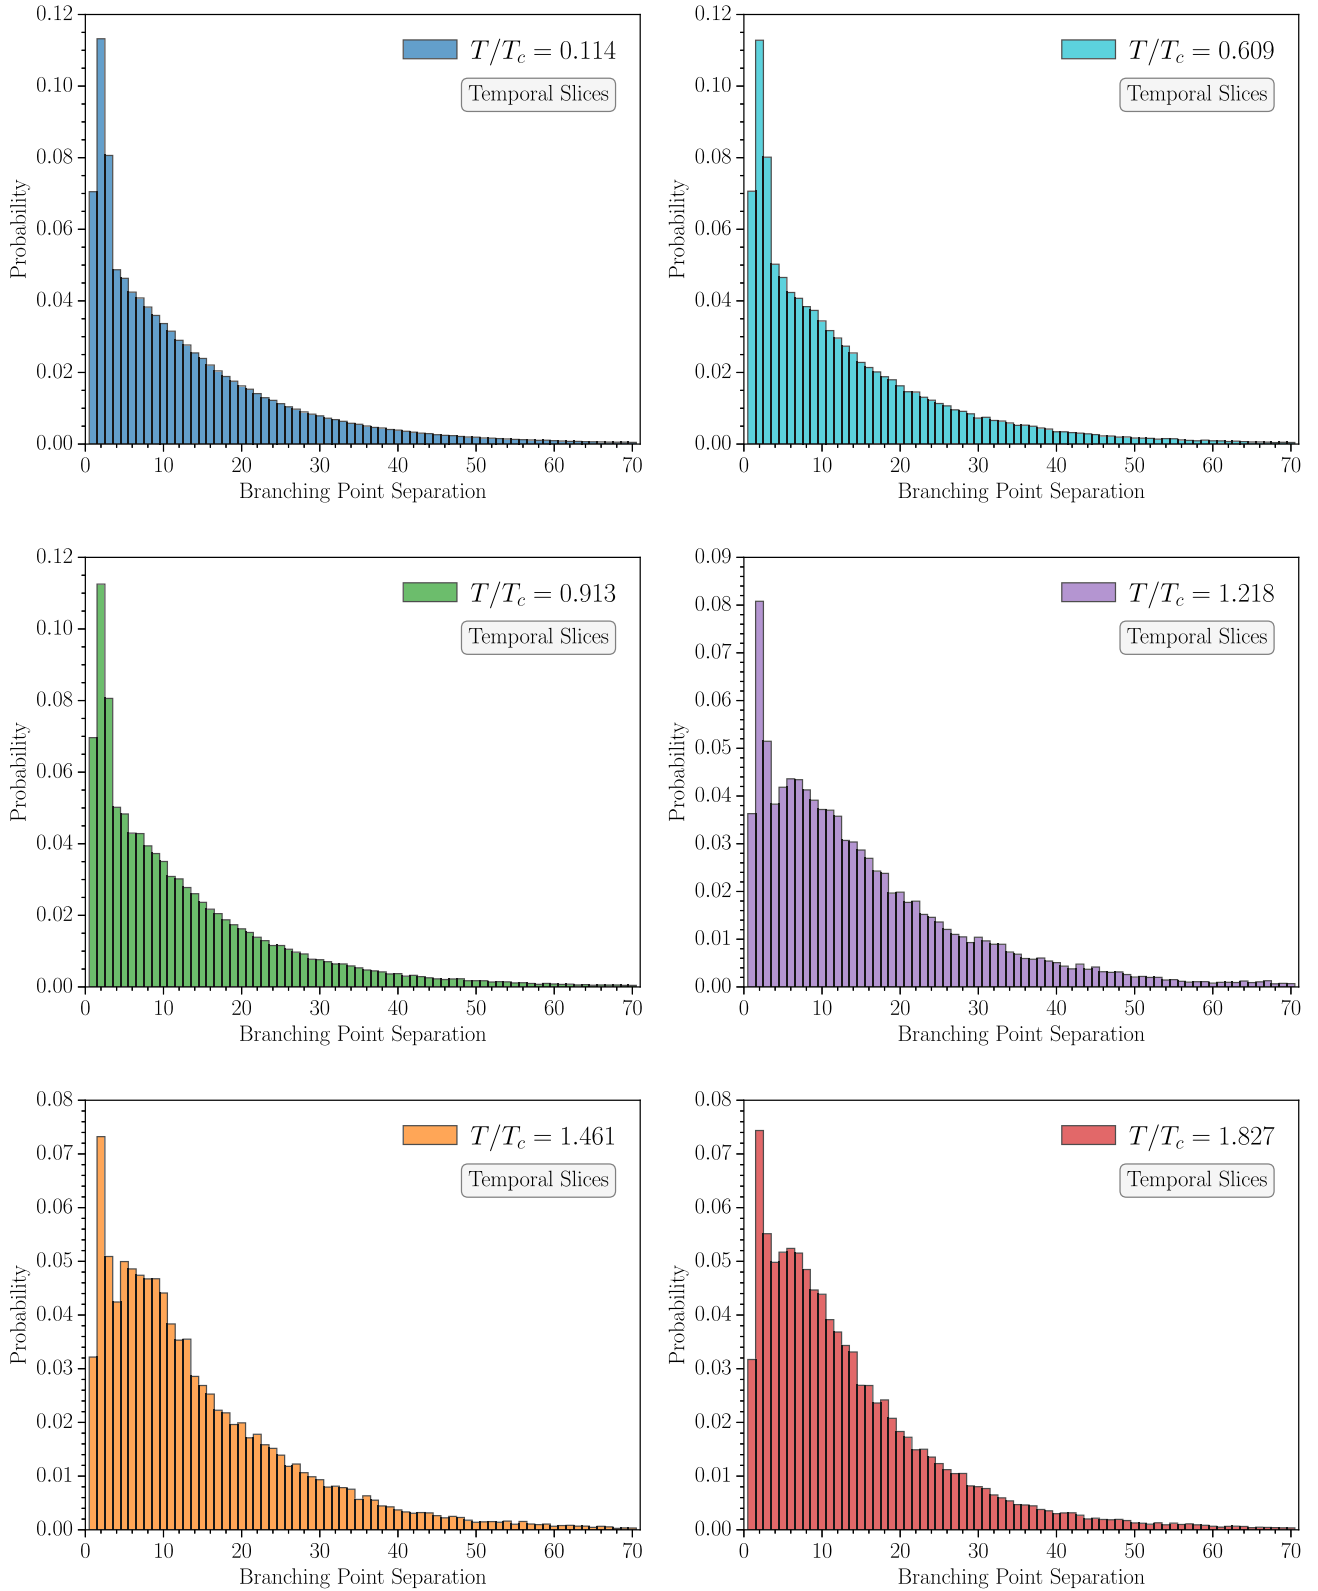 T/T_c = 0.114
Temporal Slices
Probability
0.12
0.10
0.08
0.06
0.04
0.02
0.00
0 10 20 30 40 50 60 70
Branching Point Separation
T/T_c = 0.609
Temporal Slices
Probability
0.12
0.10
0.08
0.06
0.04
0.02
0.00
0 10 20 30 40 50 60 70
Branching Point Separation
T/T_c = 0.913
Temporal Slices
Probability
0.12
0.10
0.08
0.06
0.04
0.02
0.00
0 10 20 30 40 50 60 70
Branching Point Separation
T/T_c = 1.218
Temporal Slices
Probability
0.09
0.08
0.07
0.06
0.05
0.04
0.03
0.02
0.01
0.00
0 10 20 30 40 50 60 70
Branching Point Separation
T/T_c = 1.461
Temporal Slices
Probability
0.08
0.07
0.06
0.05
0.04
0.03
0.02
0.01
0.00
0 10 20 30 40 50 60 70
Branching Point Separation
T/T_c = 1.827
Temporal Slices
Probability
0.08
0.07
0.06
0.05
0.04
0.03
0.02
0.01
0.00
0 10 20 30 40 50 60 70
Branching Point Separation